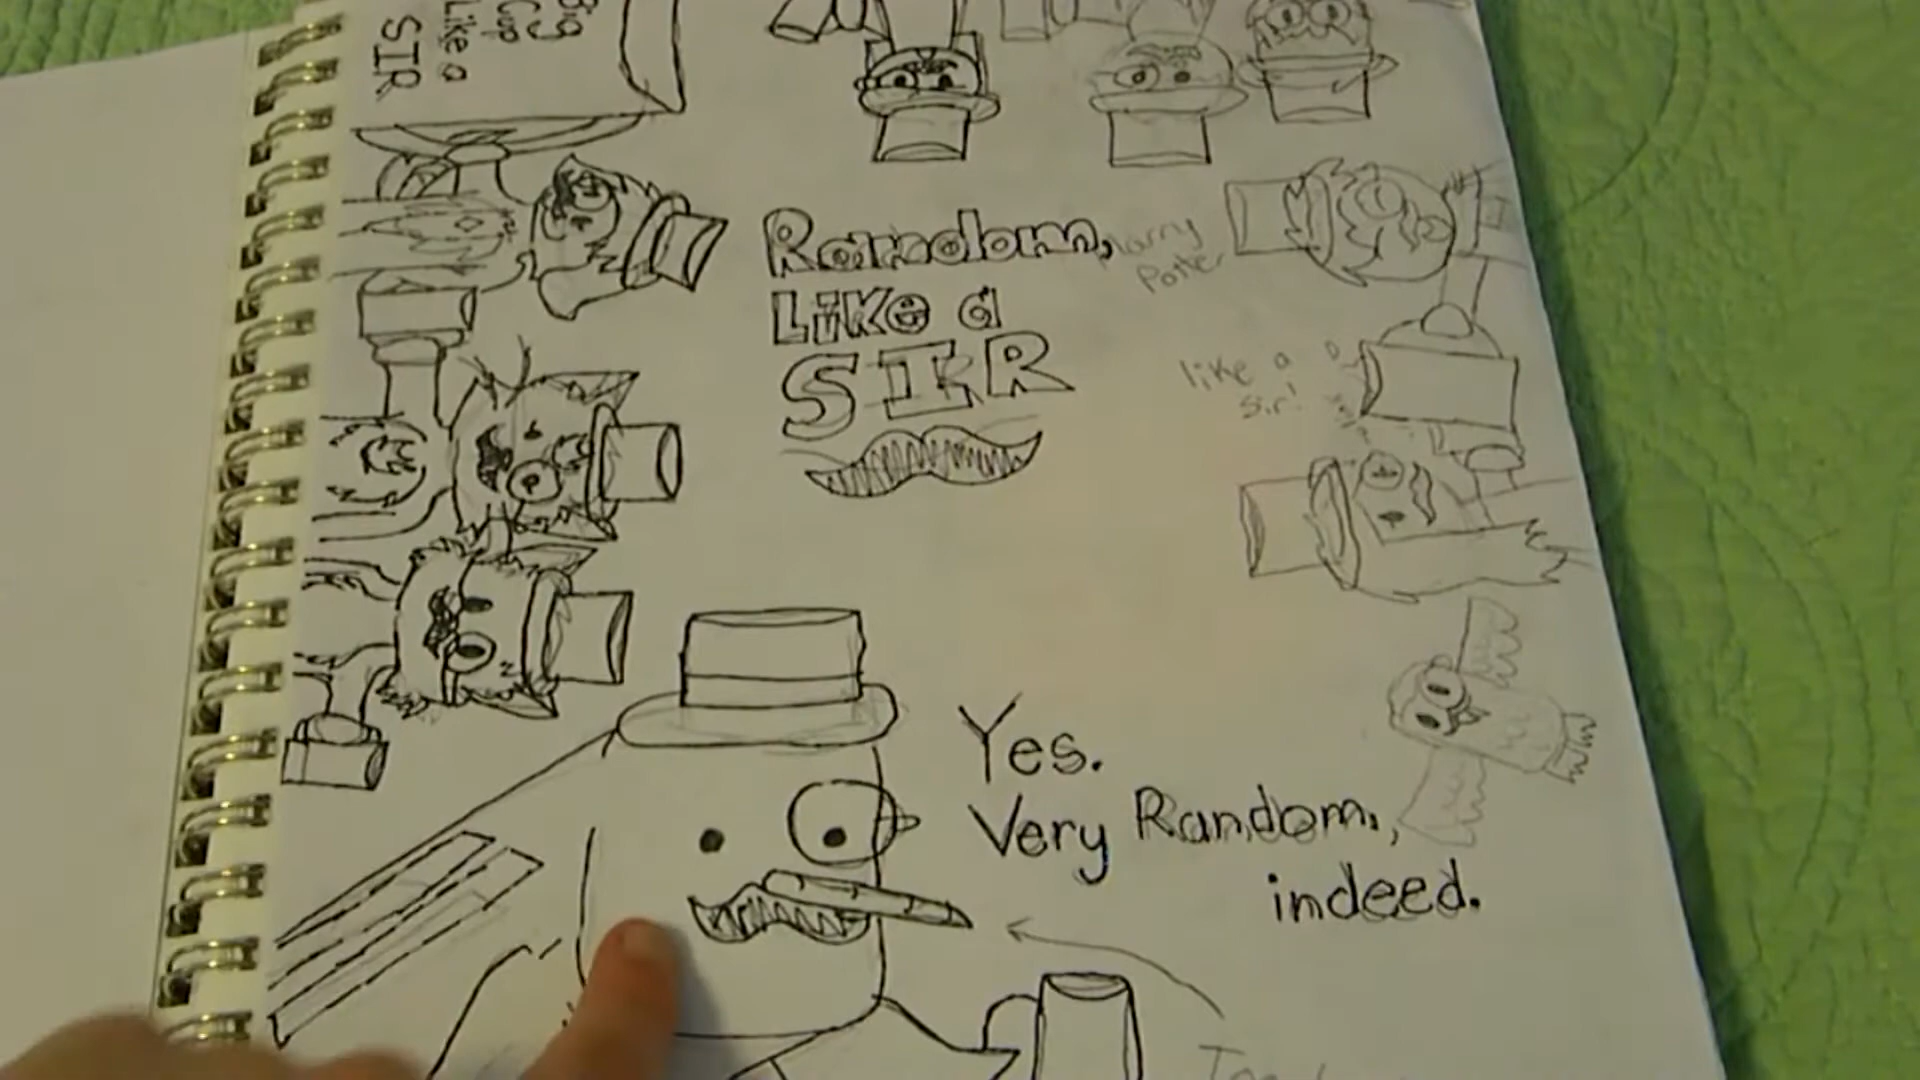 Big
Cup
Like a
SIR
Random,
Like a
SIR
Harry
Potter
like a
sir!
Yes.
Very Random,
indeed.